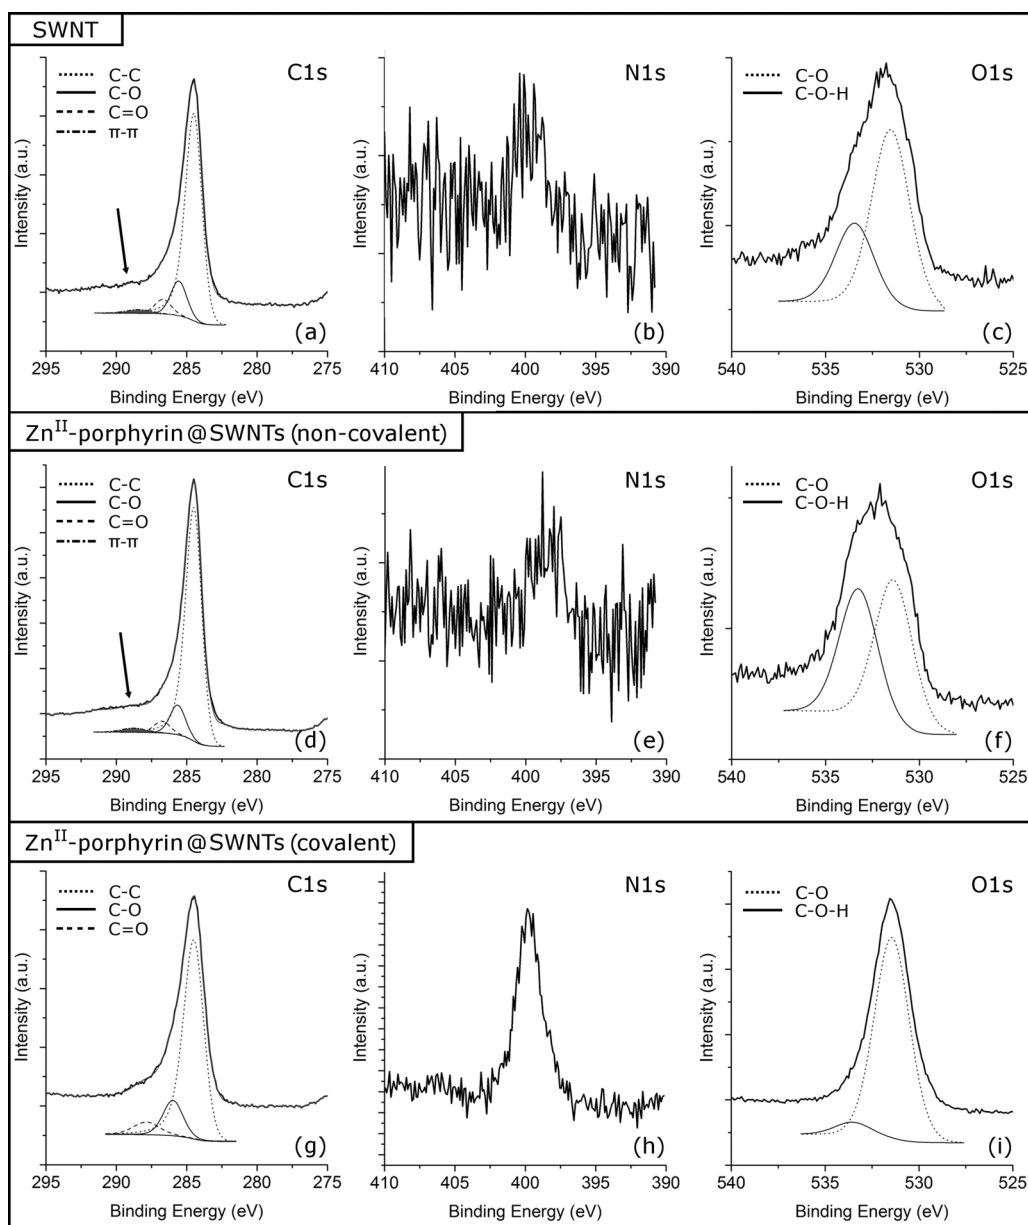 SWNT
C1s
C-C
C-O
C=O
π-π
Intensity (a.u.)
(a)
295 290 285 280 275
Binding Energy (eV)
N1s
Intensity (a.u.)
(b)
410 405 400 395 390
Binding Energy (eV)
O1s
C-O
C-O-H
Intensity (a.u.)
(c)
540 535 530 525
Binding Energy (eV)
Znᴵᴵ-porphyrin@SWNTs (non-covalent)
C1s
C-C
C-O
C=O
π-π
Intensity (a.u.)
(d)
295 290 285 280 275
Binding Energy (eV)
N1s
Intensity (a.u.)
(e)
410 405 400 395 390
Binding Energy (eV)
O1s
C-O
C-O-H
Intensity (a.u.)
(f)
540 535 530 525
Binding Energy (eV)
Znᴵᴵ-porphyrin@SWNTs (covalent)
C1s
C-C
C-O
C=O
Intensity (a.u.)
(g)
295 290 285 280 275
Binding Energy (eV)
N1s
Intensity (a.u.)
(h)
410 405 400 395 390
Binding Energy (eV)
O1s
C-O
C-O-H
Intensity (a.u.)
(i)
540 535 530 525
Binding Energy (eV)